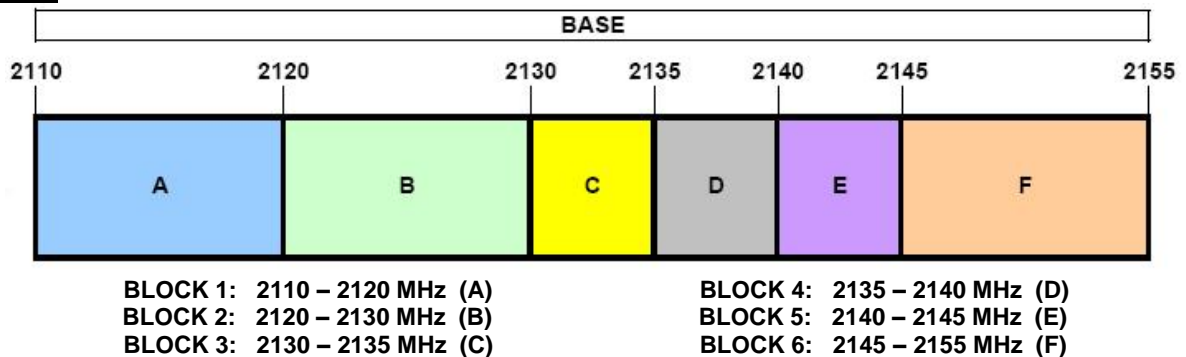 BASE
2110 2120 2130 2135 2140 2145 2155
A B C D E F
BLOCK 1: 2110 – 2120 MHz (A)
BLOCK 2: 2120 – 2130 MHz (B)
BLOCK 3: 2130 – 2135 MHz (C)
BLOCK 4: 2135 – 2140 MHz (D)
BLOCK 5: 2140 – 2145 MHz (E)
BLOCK 6: 2145 – 2155 MHz (F)